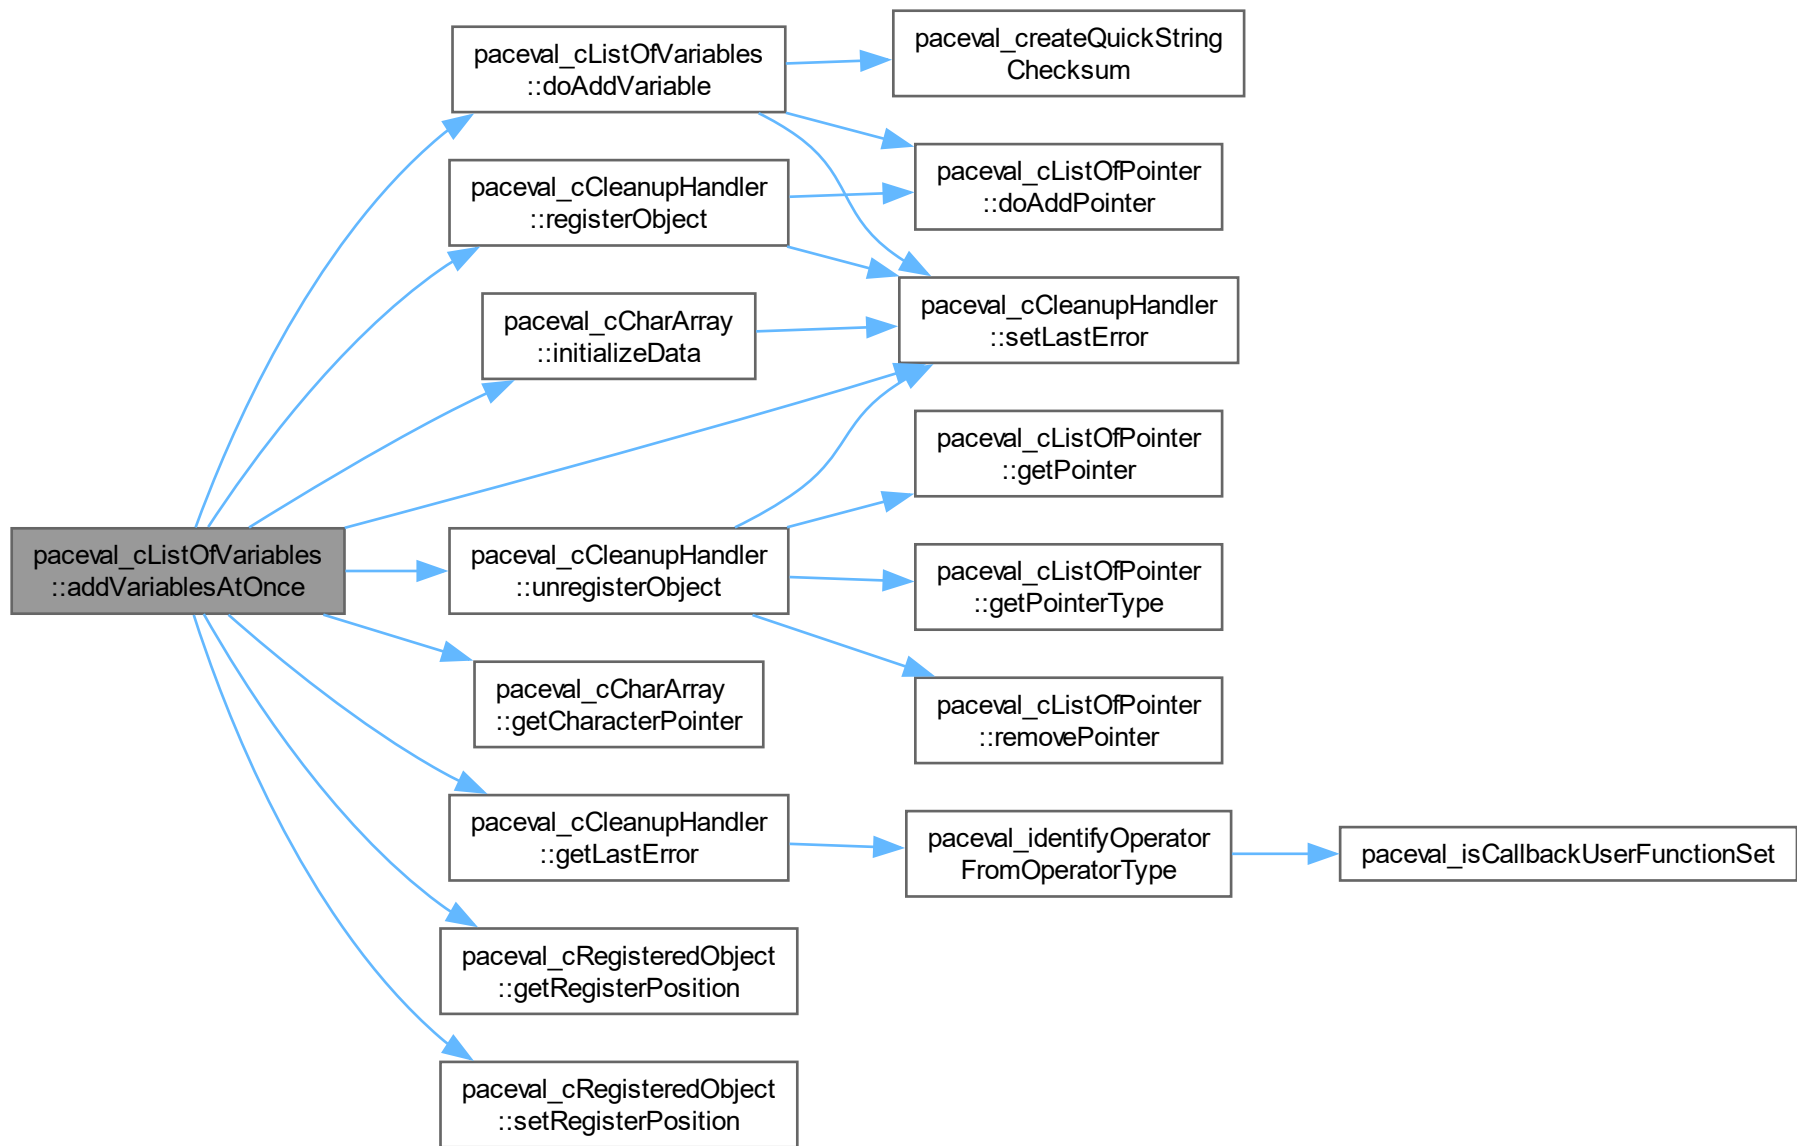 paceval_cListOfVariables
::addVariablesAtOnce
paceval_cListOfVariables
::doAddVariable
paceval_cCleanupHandler
::registerObject
paceval_cCharArray
::initializeData
paceval_cCleanupHandler
::unregisterObject
paceval_cCharArray
::getCharacterPointer
paceval_cCleanupHandler
::getLastError
paceval_cRegisteredObject
::getRegisterPosition
paceval_cRegisteredObject
::setRegisterPosition
paceval_createQuickString
Checksum
paceval_cListOfPointer
::doAddPointer
paceval_cCleanupHandler
::setLastError
paceval_cListOfPointer
::getPointer
paceval_cListOfPointer
::getPointerType
paceval_cListOfPointer
::removePointer
paceval_identifyOperator
FromOperatorType
paceval_isCallbackUserFunctionSet